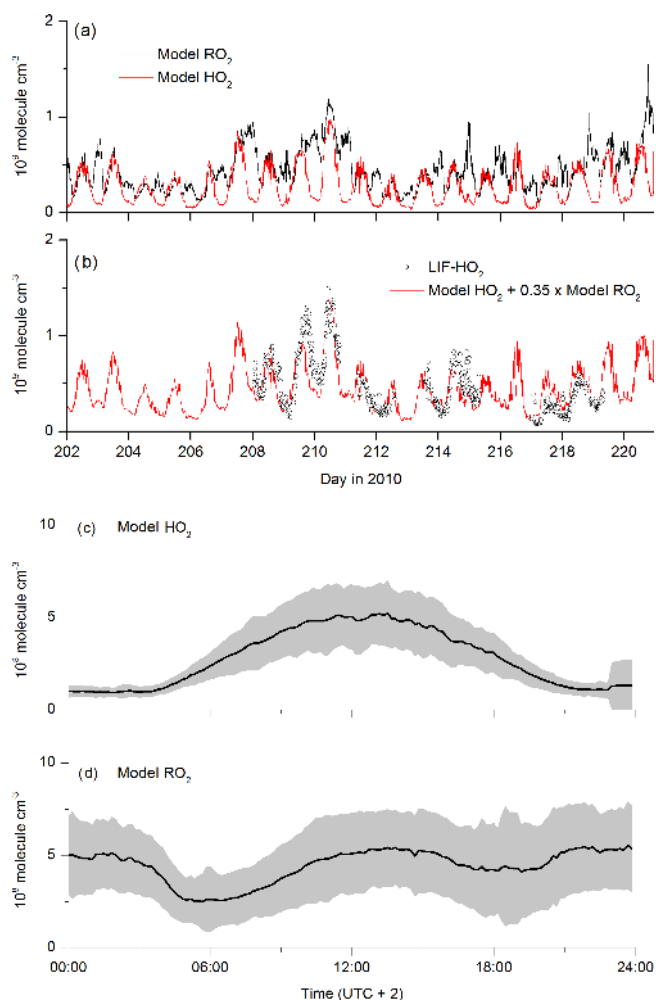 2
(a)
Model RO₂
Model HO₂
1
10⁹ molecule cm⁻³
0
2
(b)
LIF-HO₂
Model HO₂ + 0.35 x Model RO₂
1
10⁹ molecule cm⁻³
0
202 204 206 208 210 212 214 216 218 220
Day in 2010
10
(c) Model HO₂
5
10⁸ molecule cm⁻³
0
10
(d) Model RO₂
5
10⁸ molecule cm⁻³
0
00:00 06:00 12:00 18:00 24:00
Time (UTC + 2)